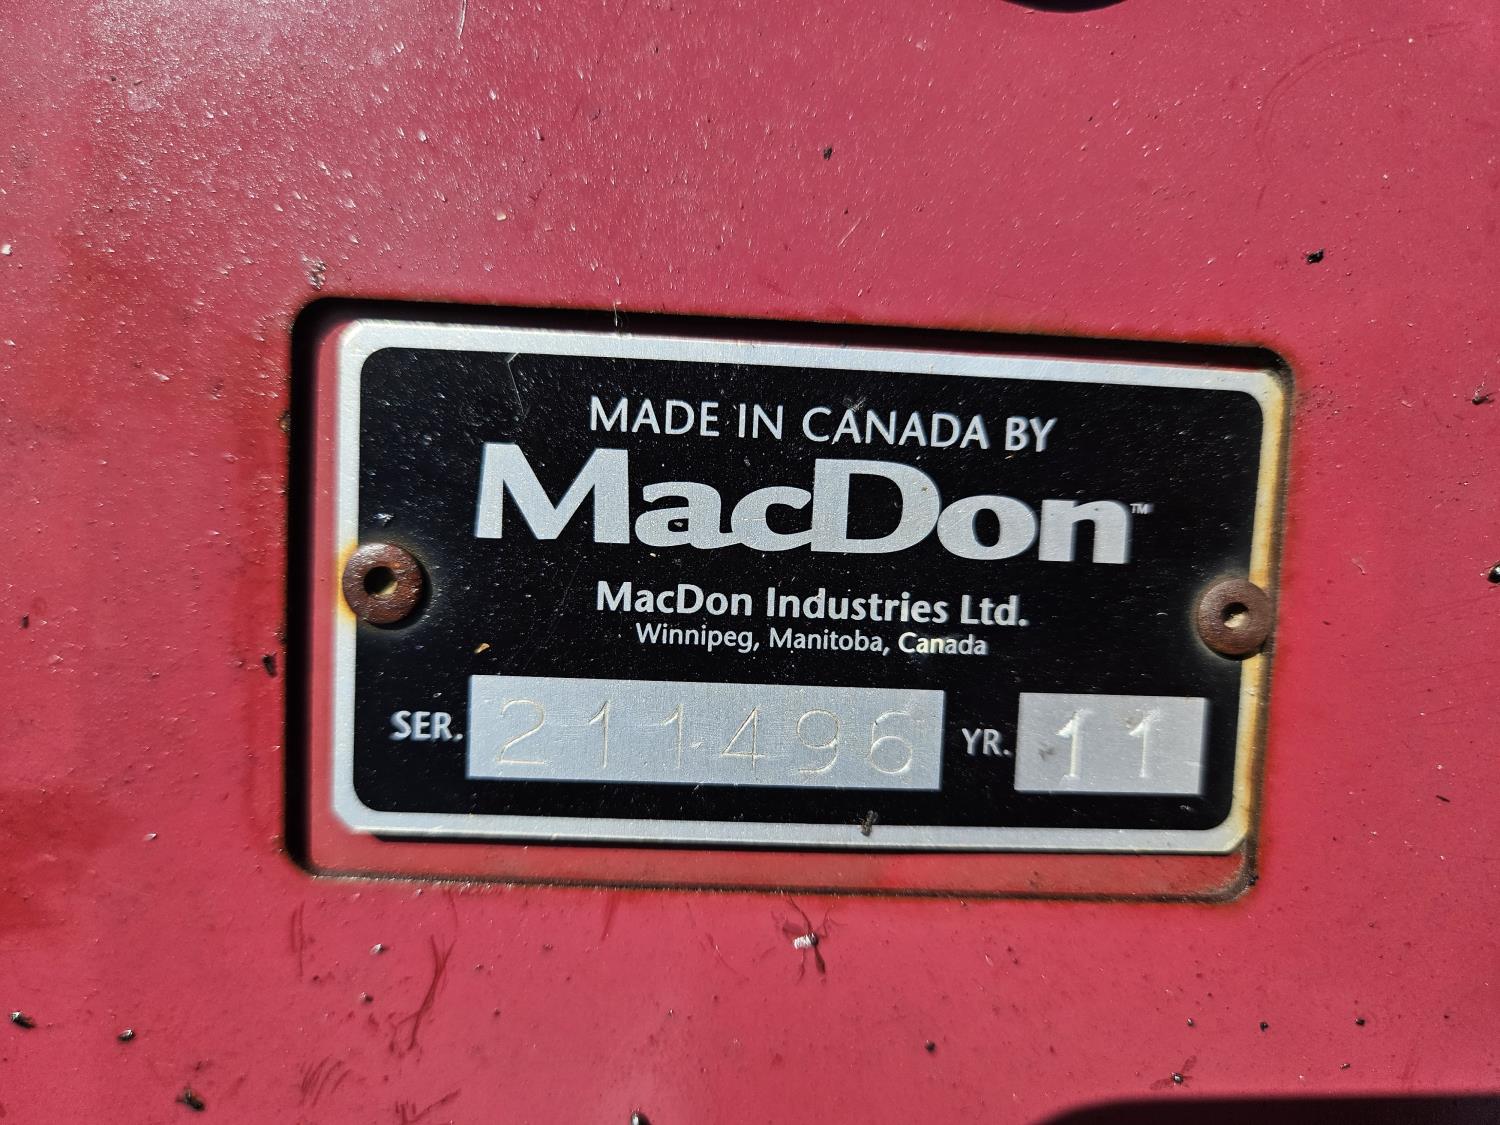 MADE IN CANADA BY
MacDon™
MacDon Industries Ltd.
Winnipeg, Manitoba, Canada
SER. 211496 YR. 11